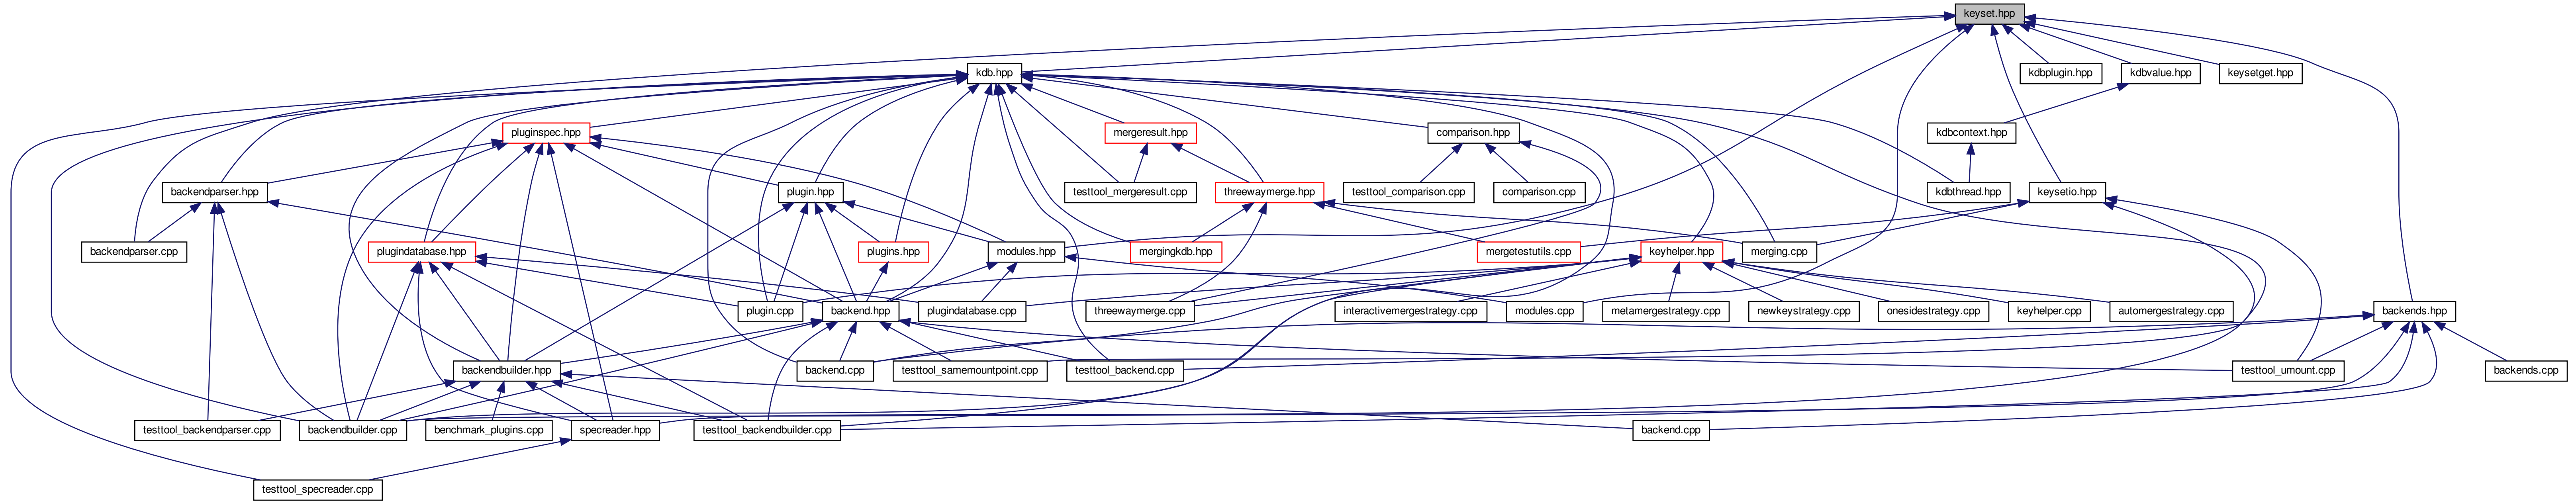 keyset.hpp
kdb.hpp
kdbplugin.hpp
kdbvalue.hpp
keysetget.hpp
pluginspec.hpp
mergeresult.hpp
comparison.hpp
kdbcontext.hpp
backendparser.hpp
plugin.hpp
testtool_mergeresult.cpp
threewaymerge.hpp
testtool_comparison.cpp
comparison.cpp
kdbthread.hpp
keysetio.hpp
backendparser.cpp
plugindatabase.hpp
plugins.hpp
modules.hpp
mergingkdb.hpp
mergetestutils.cpp
keyhelper.hpp
merging.cpp
plugin.cpp
backend.hpp
plugindatabase.cpp
threewaymerge.cpp
interactivemergestrategy.cpp
modules.cpp
metamergestrategy.cpp
newkeystrategy.cpp
onesidestrategy.cpp
keyhelper.cpp
automergestrategy.cpp
backends.hpp
backendbuilder.hpp
backend.cpp
testtool_samemountpoint.cpp
testtool_backend.cpp
testtool_umount.cpp
backends.cpp
testtool_backendparser.cpp
backendbuilder.cpp
benchmark_plugins.cpp
specreader.hpp
testtool_backendbuilder.cpp
backend.cpp
testtool_specreader.cpp